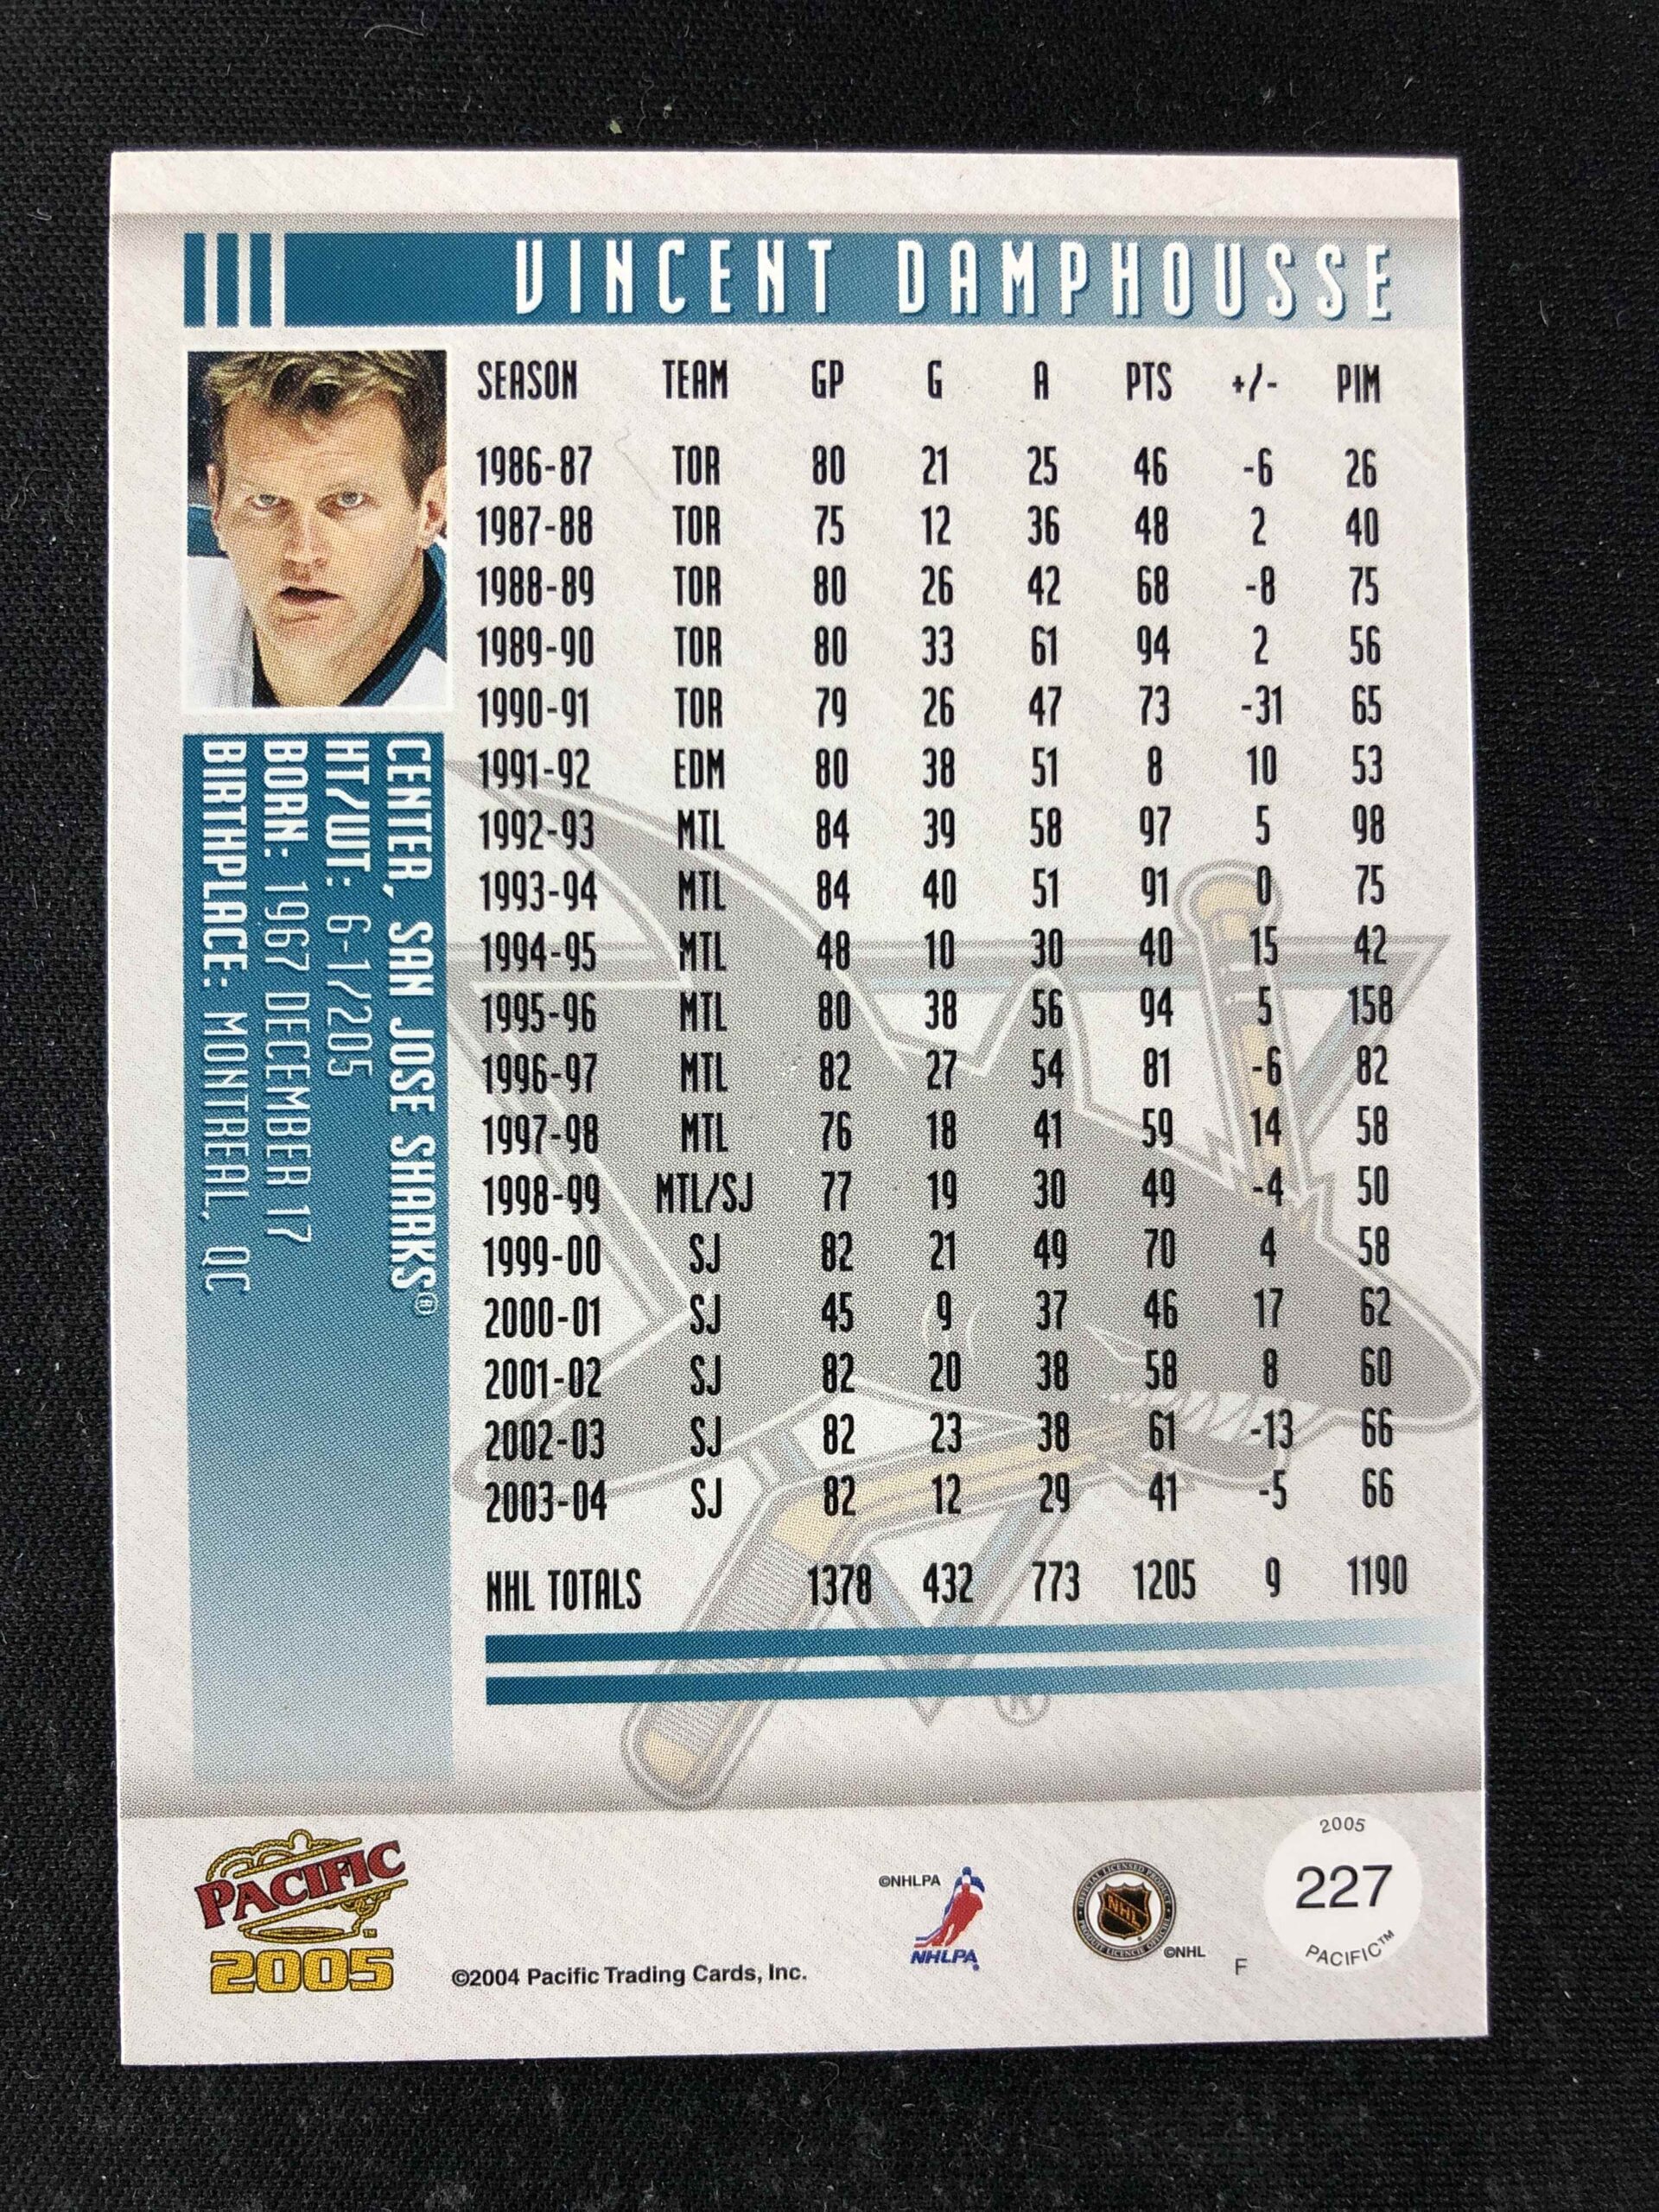 VINCENT DAMPHOUSSE
SEASON TEAM GP G A PTS +/- PIM
1986-87 TOR 80 21 25 46 -6 26
1987-88 TOR 75 12 36 48 2 40
1988-89 TOR 80 26 42 68 -8 75
1989-90 TOR 80 33 61 94 2 56
1990-91 TOR 79 26 47 73 -31 65
1991-92 EDM 80 38 51 8 10 53
1992-93 MTL 84 39 58 97 5 98
1993-94 MTL 84 40 51 91 0 75
1994-95 MTL 48 10 30 40 15 42
1995-96 MTL 80 38 56 94 5 158
1996-97 MTL 82 27 54 81 -6 82
1997-98 MTL 76 18 41 59 14 58
1998-99 MTL/SJ 77 19 30 49 -4 50
1999-00 SJ 82 21 49 70 4 58
2000-01 SJ 45 9 37 46 17 62
2001-02 SJ 82 20 38 58 8 60
2002-03 SJ 82 23 38 61 -13 66
2003-04 SJ 82 12 29 41 -5 66
NHL TOTALS 1378 432 773 1205 9 1190
CENTER, SAN JOSE SHARKS®
HT/WT: 6-1/205
BORN: 1967 DECEMBER 17
BIRTHPLACE: MONTREAL, QC
®
PACIFIC™
2005
©2004 Pacific Trading Cards, Inc.
©NHLPA
NHLPA
OFFICIAL LICENSED PRODUCT
PRODUIT LICENCIÉ OFFICIEL
NHL
©NHL
F
2005
227
PACIFIC™